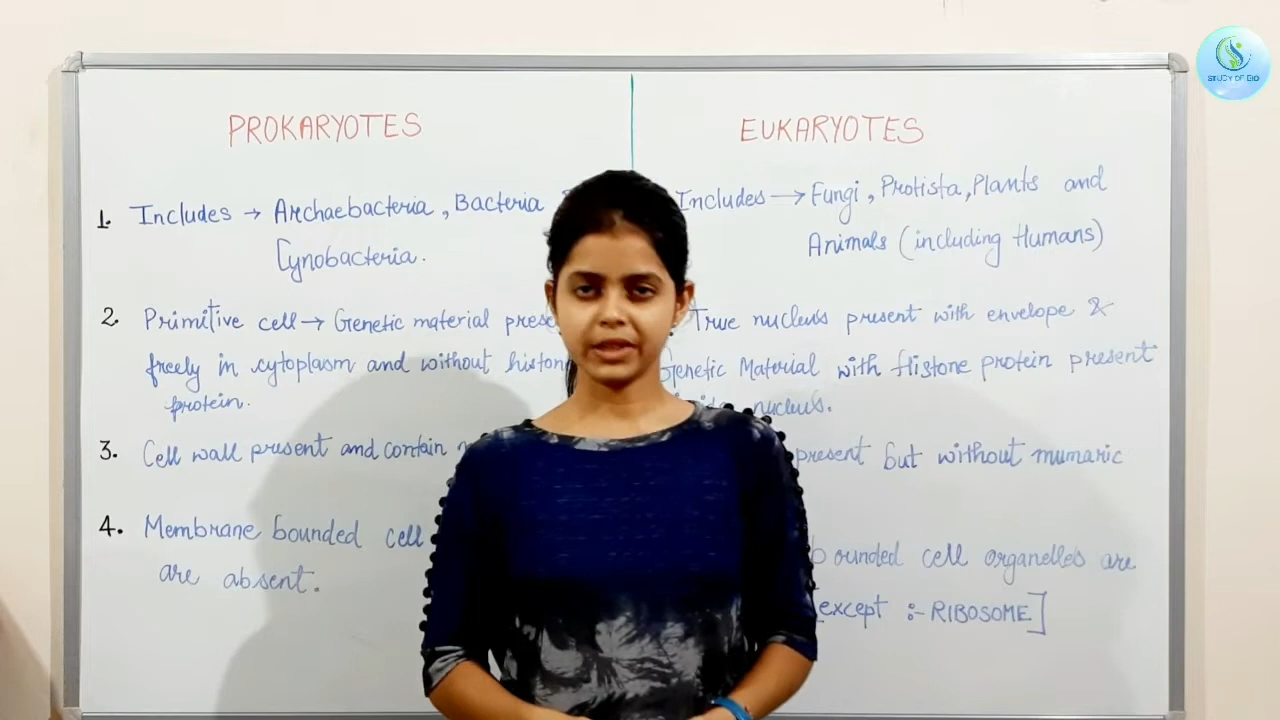 PROKARYOTES
1. Includes → Archaebacteria, Bacteria
Cynobacteria.
2. Primitive cell → Genetic material
freely in cytoplasm and without
protein.
3. Cell wall present and contain
4. Membrane bounded cell
are absent.
EUKARYOTES
Includes → Fungi, Protista, Plants and
Animals (including Humans)
True nucleus present with envelope &
Genetic Material with Histone protein present
nucleus.
present but without mumaric
bounded cell organelles are
[except :- RIBOSOME]
STUDY OF BIO